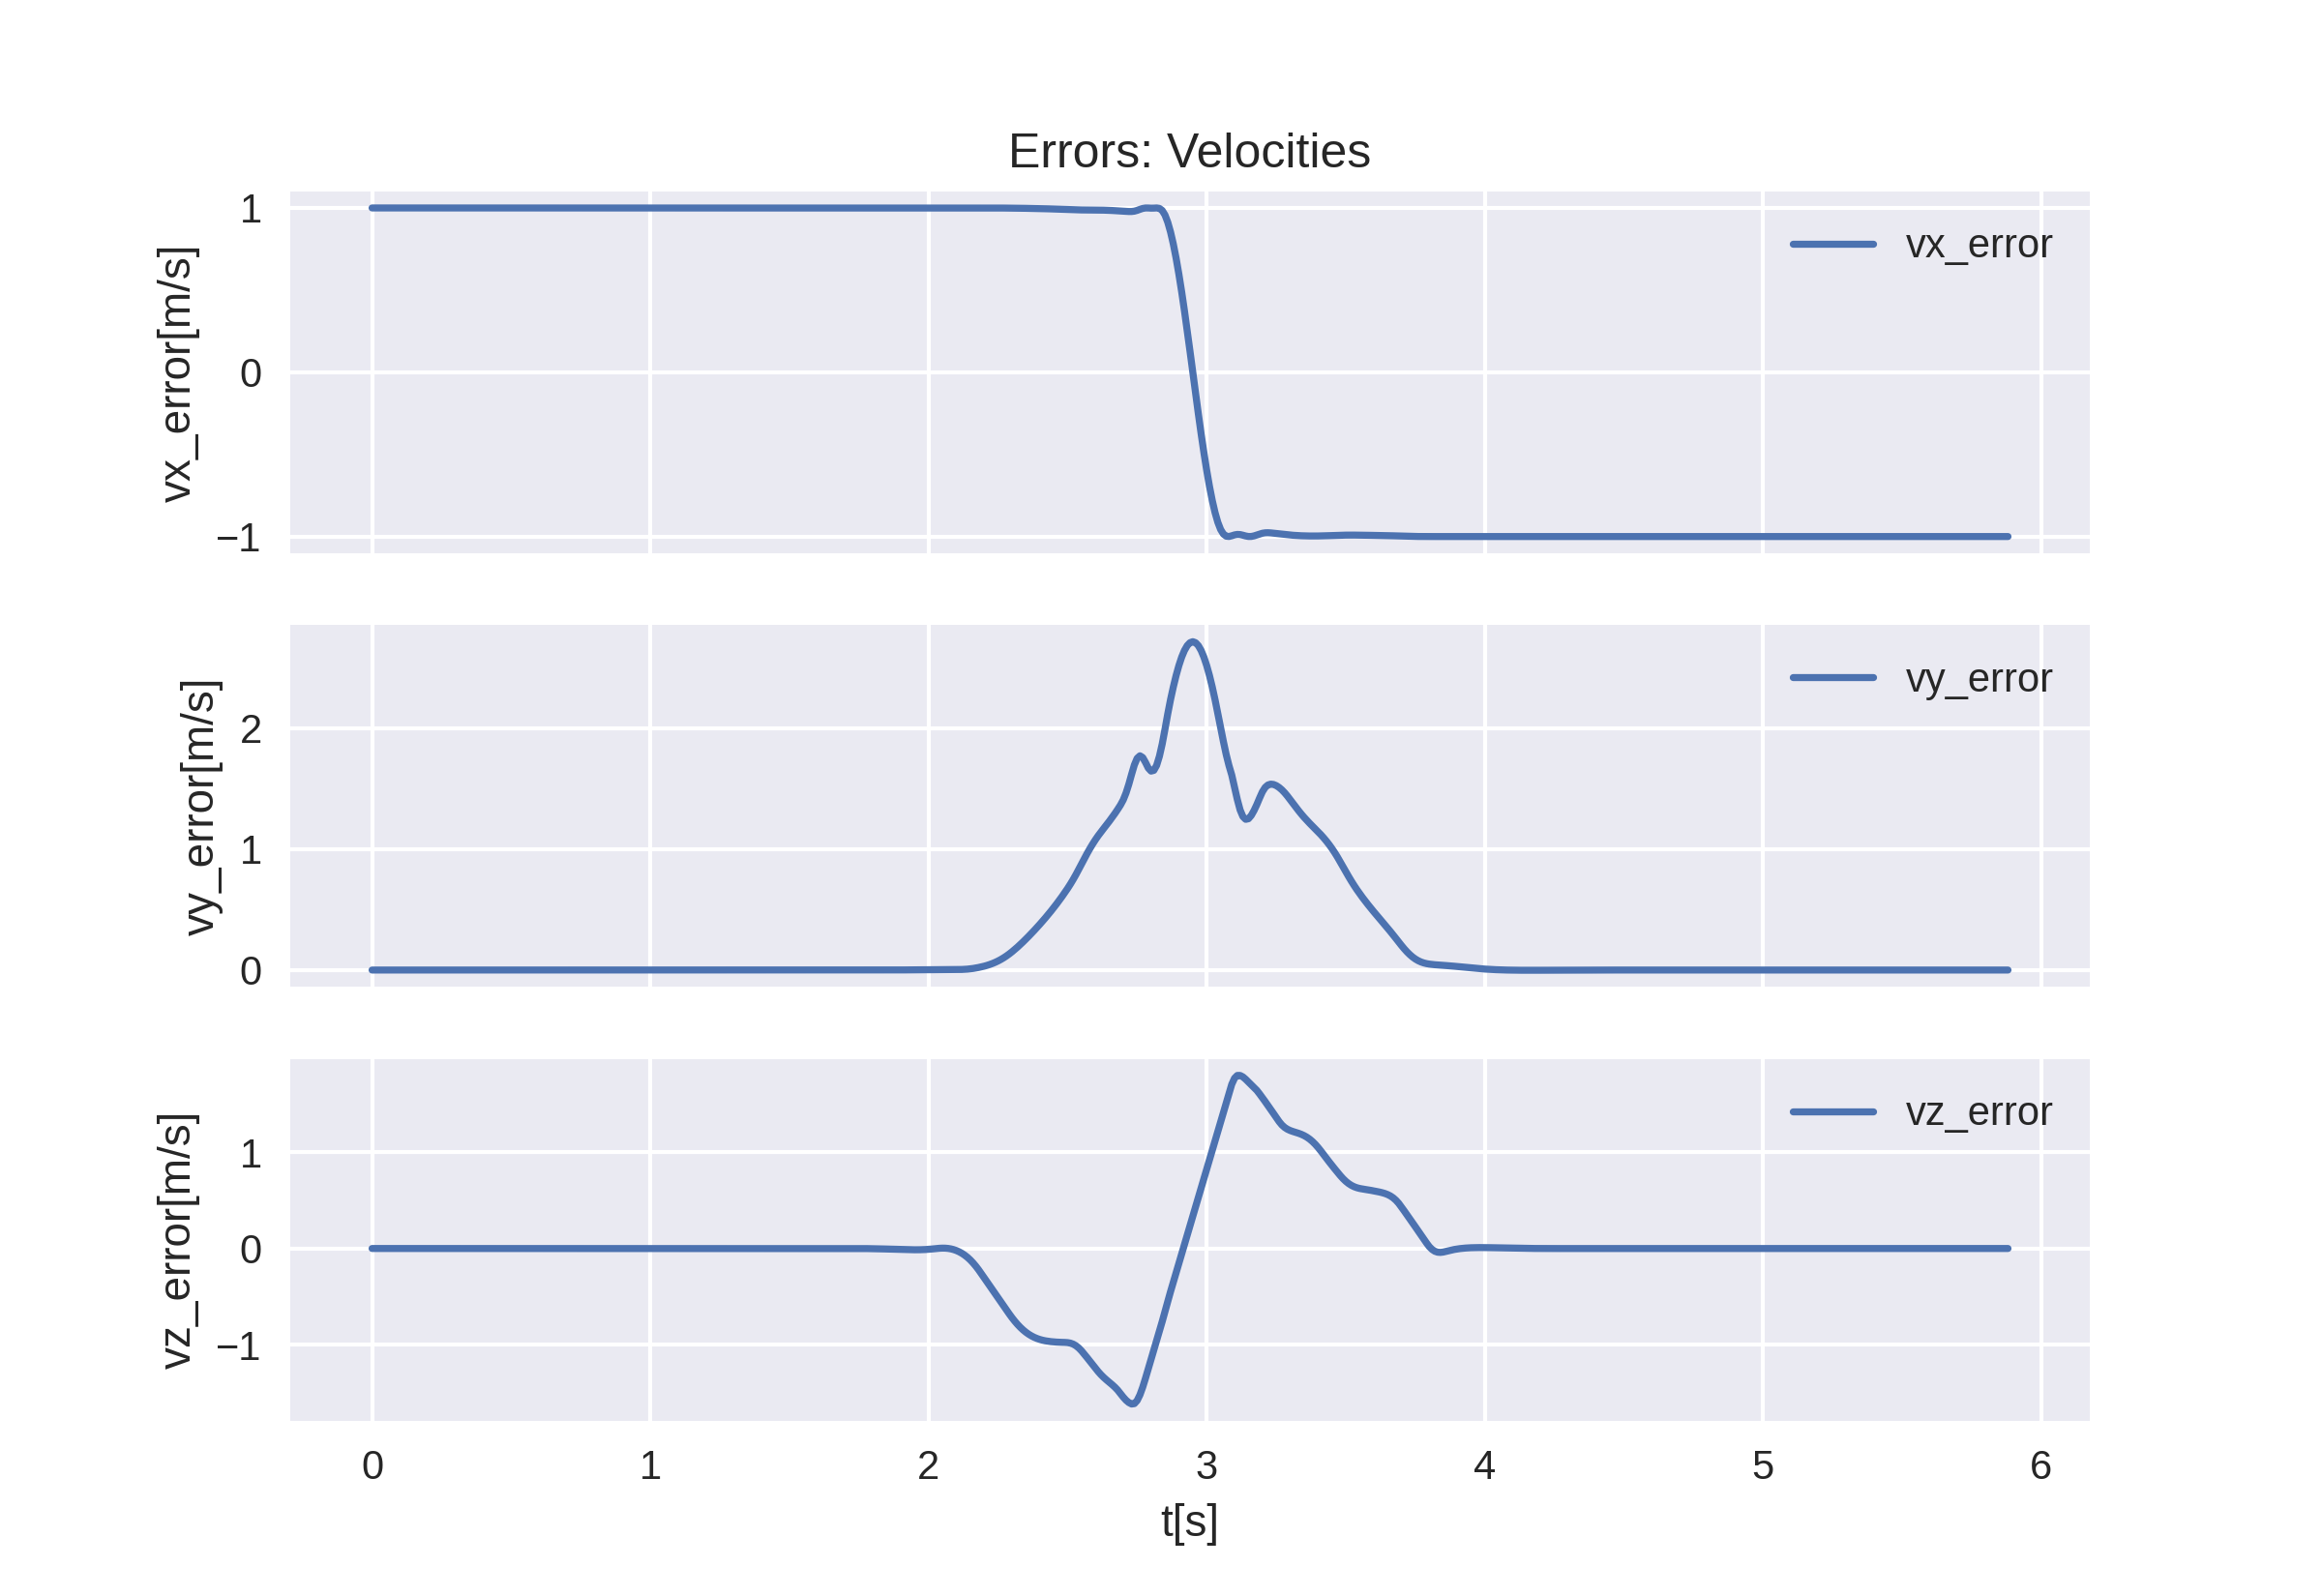 Errors: Velocities
vx_error[m/s]
1
0
−1
vx_error
vy_error[m/s]
2
1
0
vy_error
vz_error[m/s]
1
0
−1
vz_error
0 1 2 3 4 5 6
t[s]